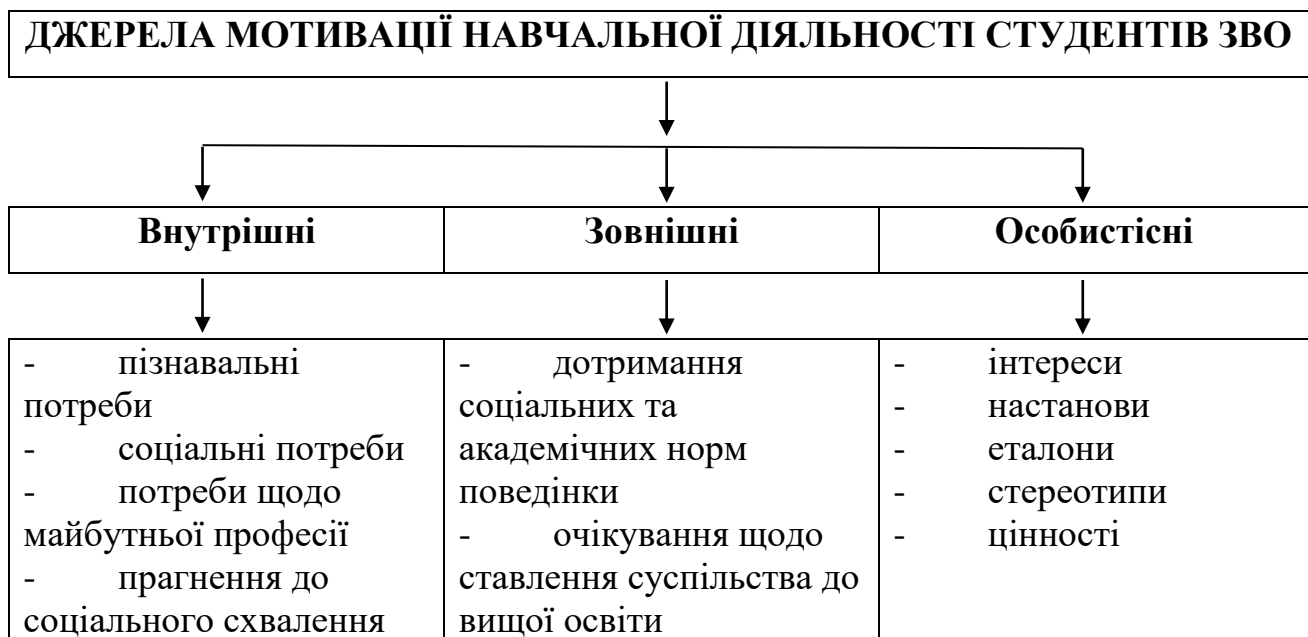 ДЖЕРЕЛА МОТИВАЦІЇ НАВЧАЛЬНОЇ ДІЯЛЬНОСТІ СТУДЕНТІВ ЗВО
Внутрішні
Зовнішні
Особистісні
- пізнавальні
потреби
- соціальні потреби
- потреби щодо
майбутньої професії
- прагнення до
соціального схвалення
- дотримання
соціальних та
академічних норм
поведінки
- очікування щодо
ставлення суспільства до
вищої освіти
- інтереси
- настанови
- еталони
- стереотипи
- цінності